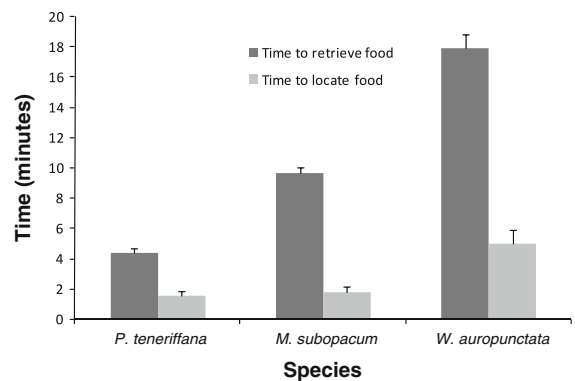 20
18
16
14
12
10
8
6
4
2
0
Time (minutes)
Time to retrieve food
Time to locate food
P. teneriffana M. subopacum W. auropunctata
Species